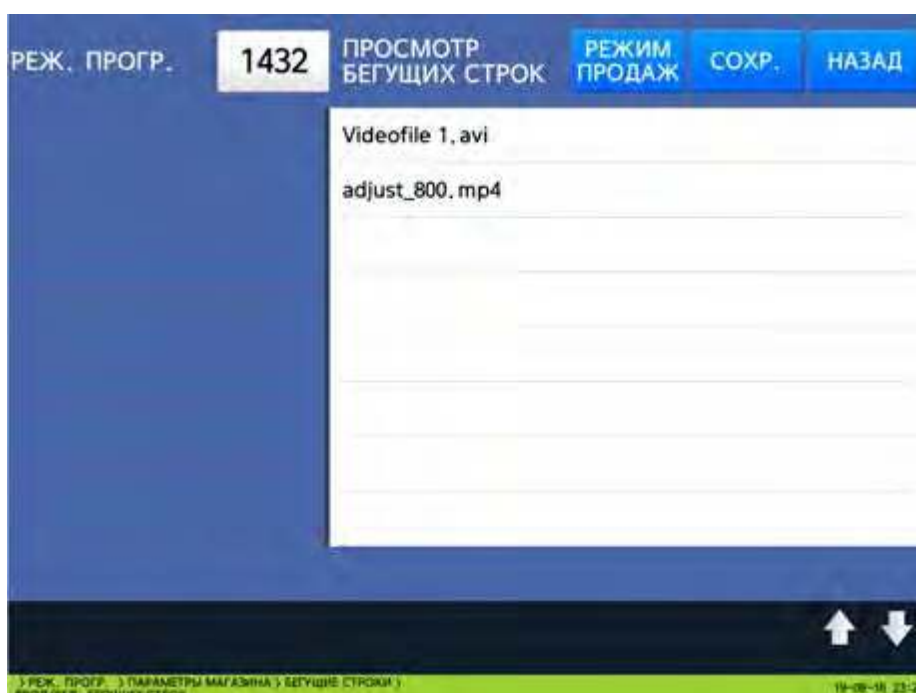 РЕЖ. ПРОГР.
1432
ПРОСМОТР
БЕГУЩИХ СТРОК
РЕЖИМ
ПРОДАЖ
СОХР.
НАЗАД
Videofile 1.avi
adjust_800.mp4
> РЕЖ. ПРОГР. > ПАРАМЕТРЫ МАГАЗИНА > БЕГУЩИЕ СТРОКИ >